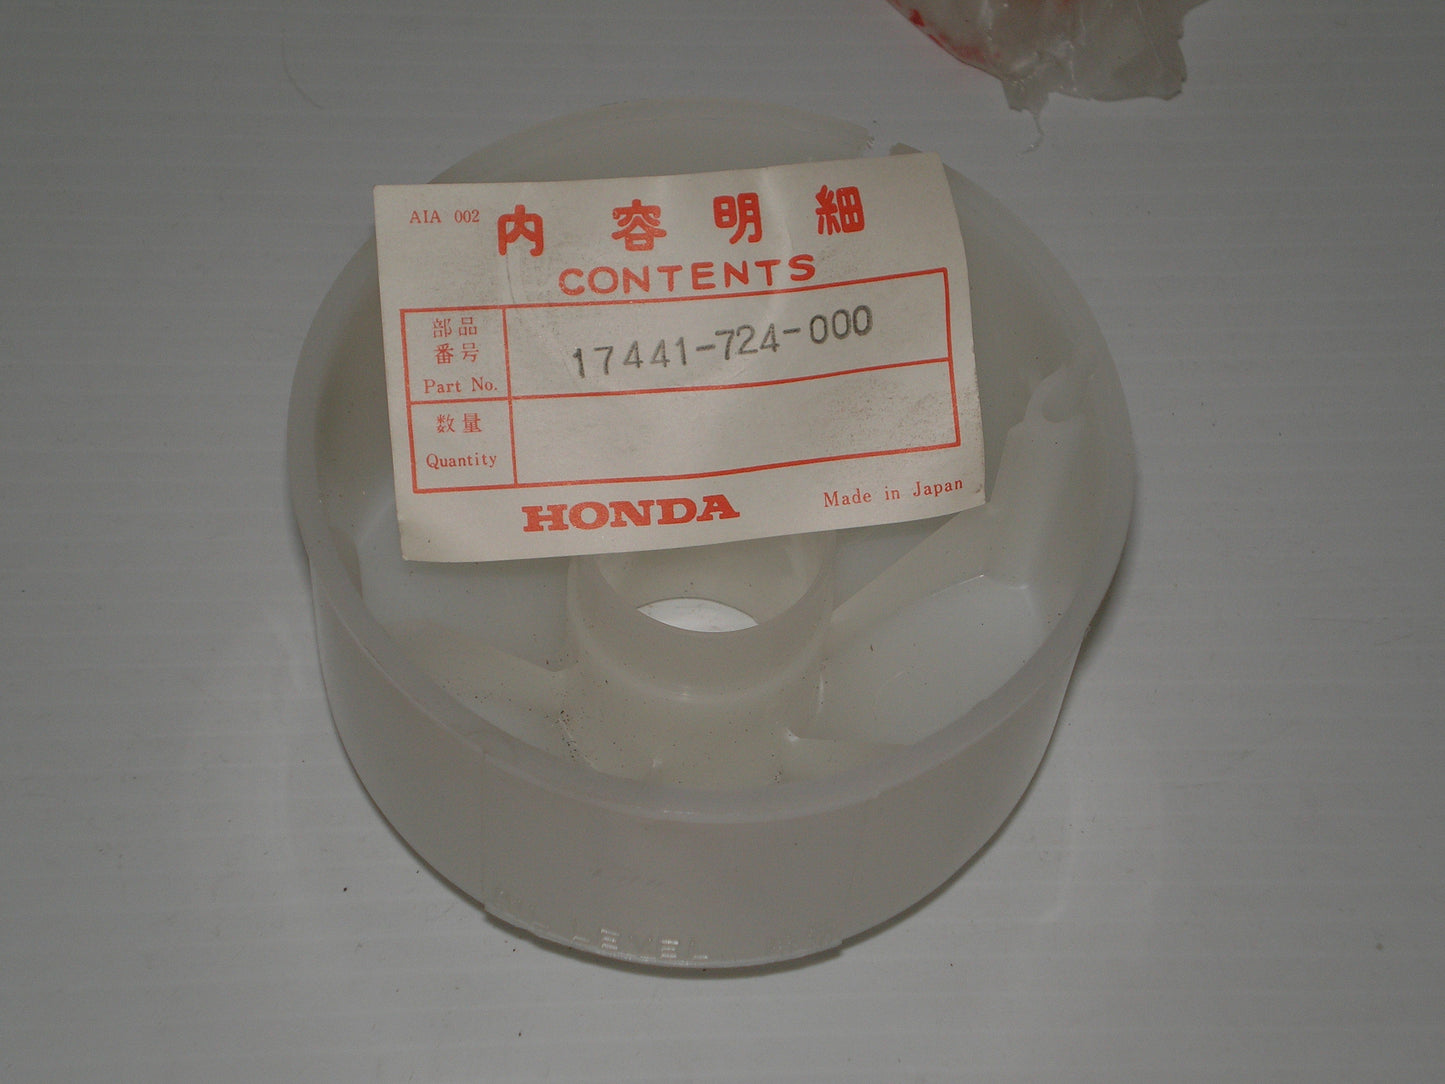 AIA 002
内容明細
CONTENTS
部品
番号
Part No.
17441-724-000
数量
Quantity
HONDA
Made in Japan
LEVEL